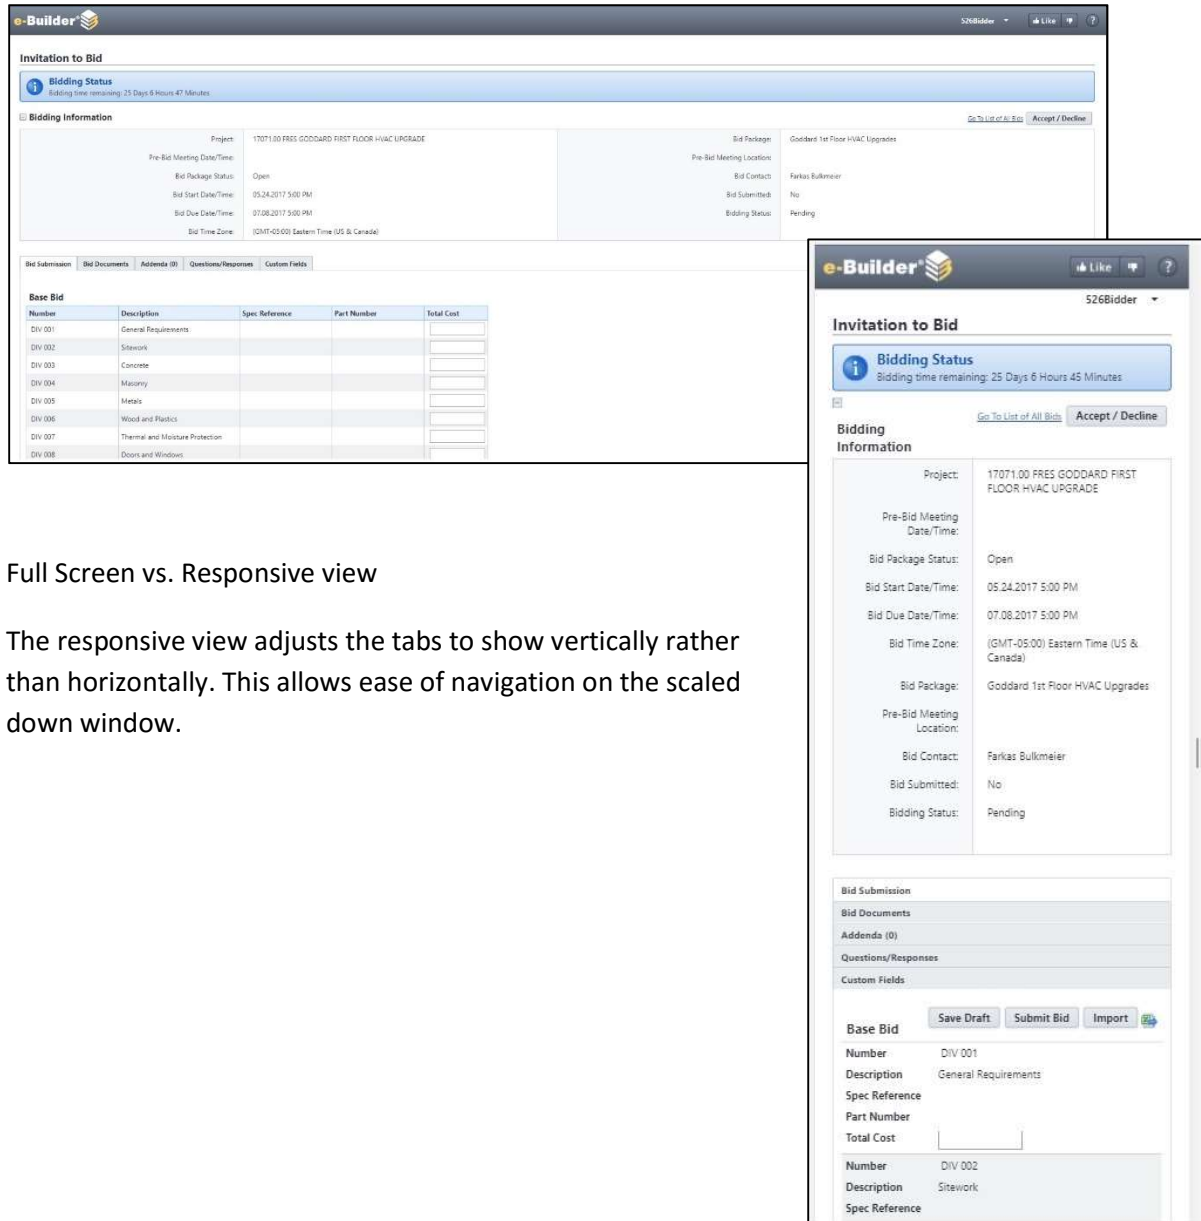 e-Builder®
526Bidder
Like
?
Invitation to Bid
Bidding Status
Bidding time remaining: 25 Days 6 Hours 47 Minutes
Bidding Information
Go To List of All Bids Accept / Decline
Project: 17071.00 FRES GODDARD FIRST FLOOR HVAC UPGRADE Bid Package: Goddard 1st Floor HVAC Upgrades
Pre-Bid Meeting Date/Time: Pre-Bid Meeting Location:
Bid Package Status: Open Bid Contact: Farkas Bulkmeier
Bid Start Date/Time: 05.24.2017 5:00 PM Bid Submitted: No
Bid Due Date/Time: 07.08.2017 5:00 PM Bidding Status: Pending
Bid Time Zone: (GMT-05:00) Eastern Time (US & Canada)
Bid Submission Bid Documents Addenda (0) Questions/Responses Custom Fields
Base Bid
Number Description Spec Reference Part Number Total Cost
DIV 001 General Requirements
DIV 002 Sitework
DIV 003 Concrete
DIV 004 Masonry
DIV 005 Metals
DIV 006 Wood and Plastics
DIV 007 Thermal and Moisture Protection
DIV 008 Doors and Windows
Full Screen vs. Responsive view
The responsive view adjusts the tabs to show vertically rather
than horizontally. This allows ease of navigation on the scaled
down window.
e-Builder®
Like
?
526Bidder
Invitation to Bid
Bidding Status
Bidding time remaining: 25 Days 6 Hours 45 Minutes
Go To List of All Bids Accept / Decline
Bidding
Information
Project: 17071.00 FRES GODDARD FIRST
FLOOR HVAC UPGRADE
Pre-Bid Meeting
Date/Time:
Bid Package Status: Open
Bid Start Date/Time: 05.24.2017 5:00 PM
Bid Due Date/Time: 07.08.2017 5:00 PM
Bid Time Zone: (GMT-05:00) Eastern Time (US &
Canada)
Bid Package: Goddard 1st Floor HVAC Upgrades
Pre-Bid Meeting
Location:
Bid Contact: Farkas Bulkmeier
Bid Submitted: No
Bidding Status: Pending
Bid Submission
Bid Documents
Addenda (0)
Questions/Responses
Custom Fields
Save Draft Submit Bid Import
Base Bid
Number DIV 001
Description General Requirements
Spec Reference
Part Number
Total Cost
Number DIV 002
Description Sitework
Spec Reference